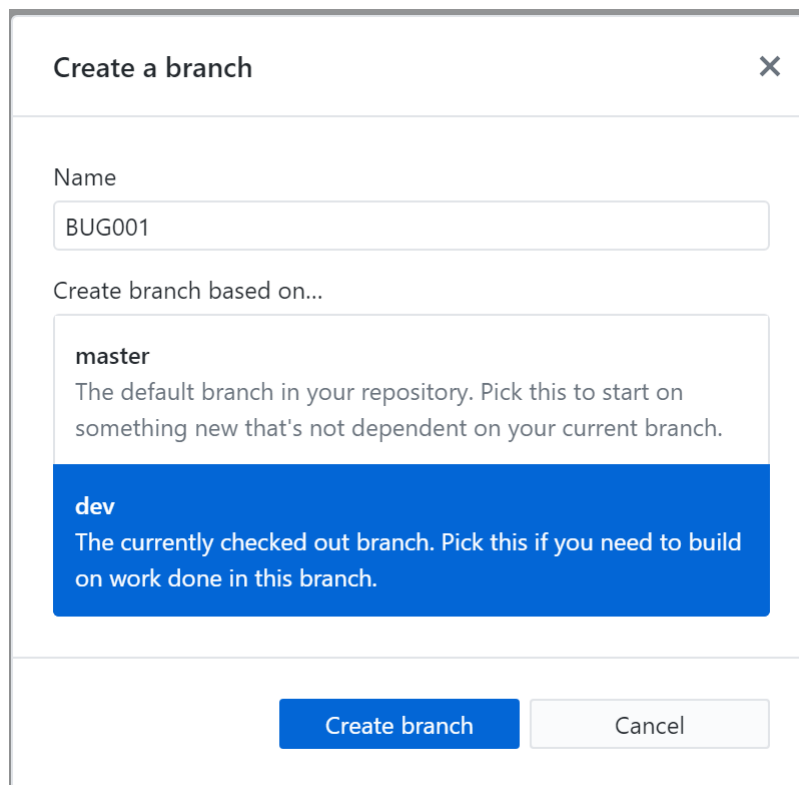 Create a branch
Name
BUG001
Create branch based on...
master
The default branch in your repository. Pick this to start on
something new that's not dependent on your current branch.
dev
The currently checked out branch. Pick this if you need to build
on work done in this branch.
Create branch
Cancel